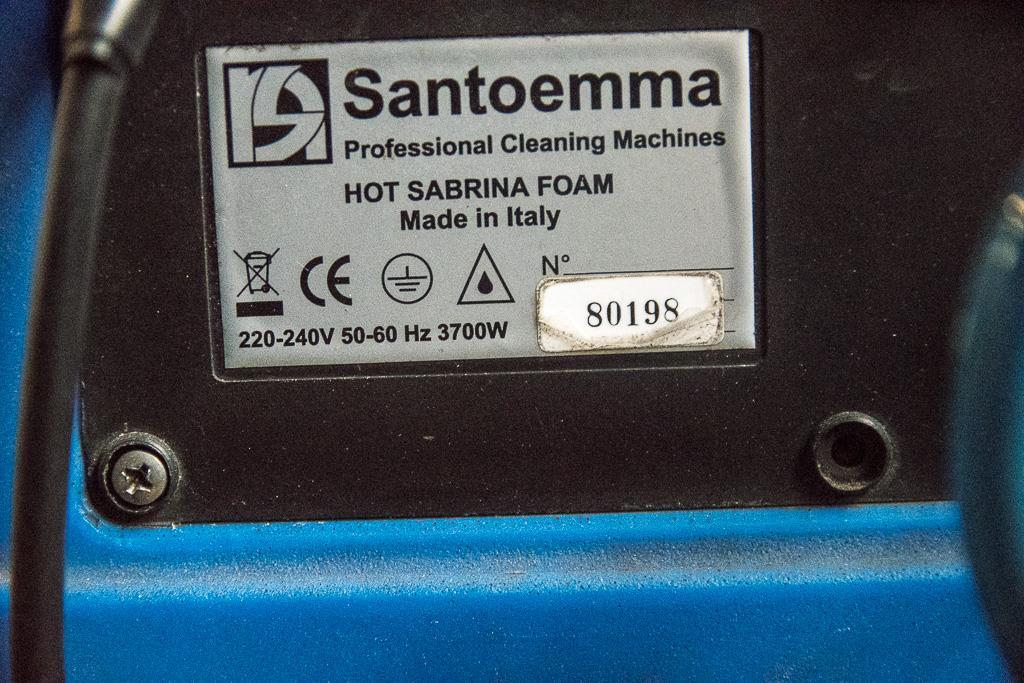 Santoemma
Professional Cleaning Machines
HOT SABRINA FOAM
Made in Italy
CE
N°
80198
220-240V 50-60 Hz 3700W